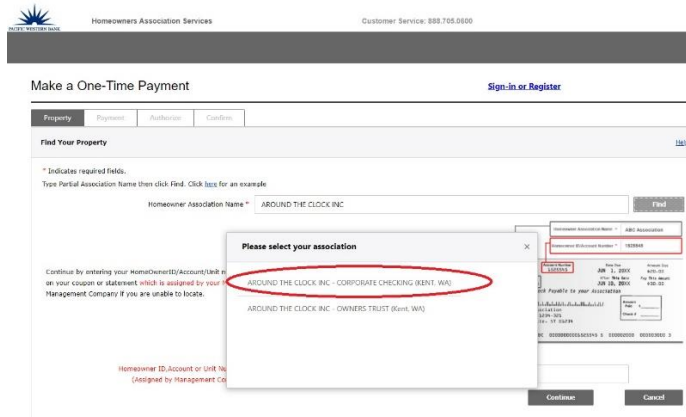 PACIFIC WESTERN BANK
Homeowners Association Services
Customer Service: 888.705.0600
Make a One-Time Payment
Sign-in or Register
Property
Payment
Authorize
Confirm
Find Your Property
Hel
* Indicates required fields.
Type Partial Association Name then click Find. Click here for an example
Homeowner Association Name *
AROUND THE CLOCK INC
Find
Homeowner Association Name *
ABC Association
Please select your association
×
AROUND THE CLOCK INC - CORPORATE CHECKING (KENT, WA)
AROUND THE CLOCK INC - OWNERS TRUST (Kent, WA)
Continue by entering your HomeOwnerID/Account/Unit n
on your coupon or statement which is assigned by your
Management Company if you are unable to locate.
JUN 1, 20XX
JUN 10, 20XX
Payable to your Association
Homeowner ID,Account or Unit Nu
(Assigned by Management Co
Continue
Cancel